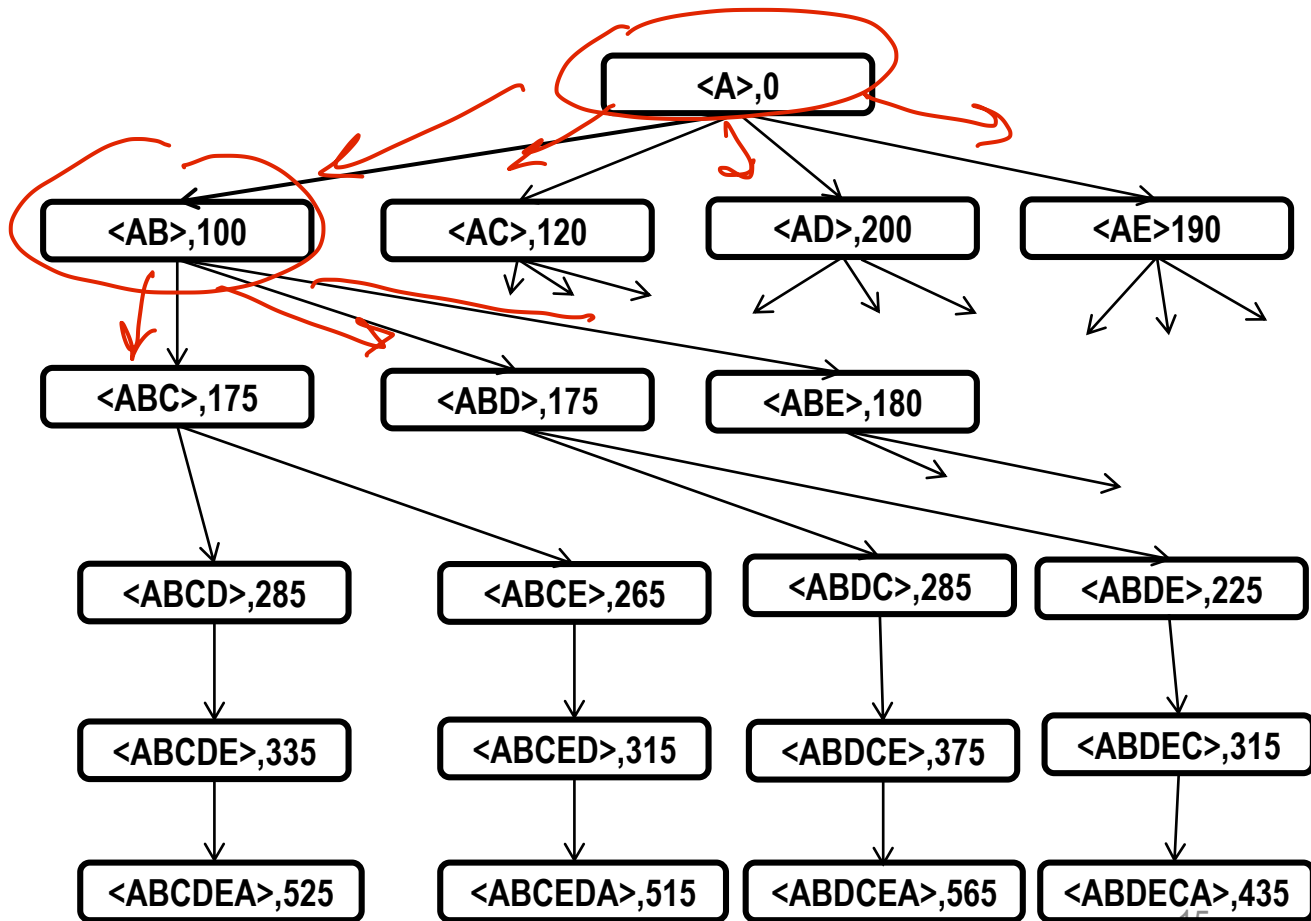 <A>,0
<AB>,100
<AC>,120
<AD>,200
<AE>190
<ABC>,175
<ABD>,175
<ABE>,180
<ABCD>,285
<ABCE>,265
<ABDC>,285
<ABDE>,225
<ABCDE>,335
<ABCED>,315
<ABDCE>,375
<ABDEC>,315
<ABCDEA>,525
<ABCEDA>,515
<ABDCEA>,565
<ABDECA>,435